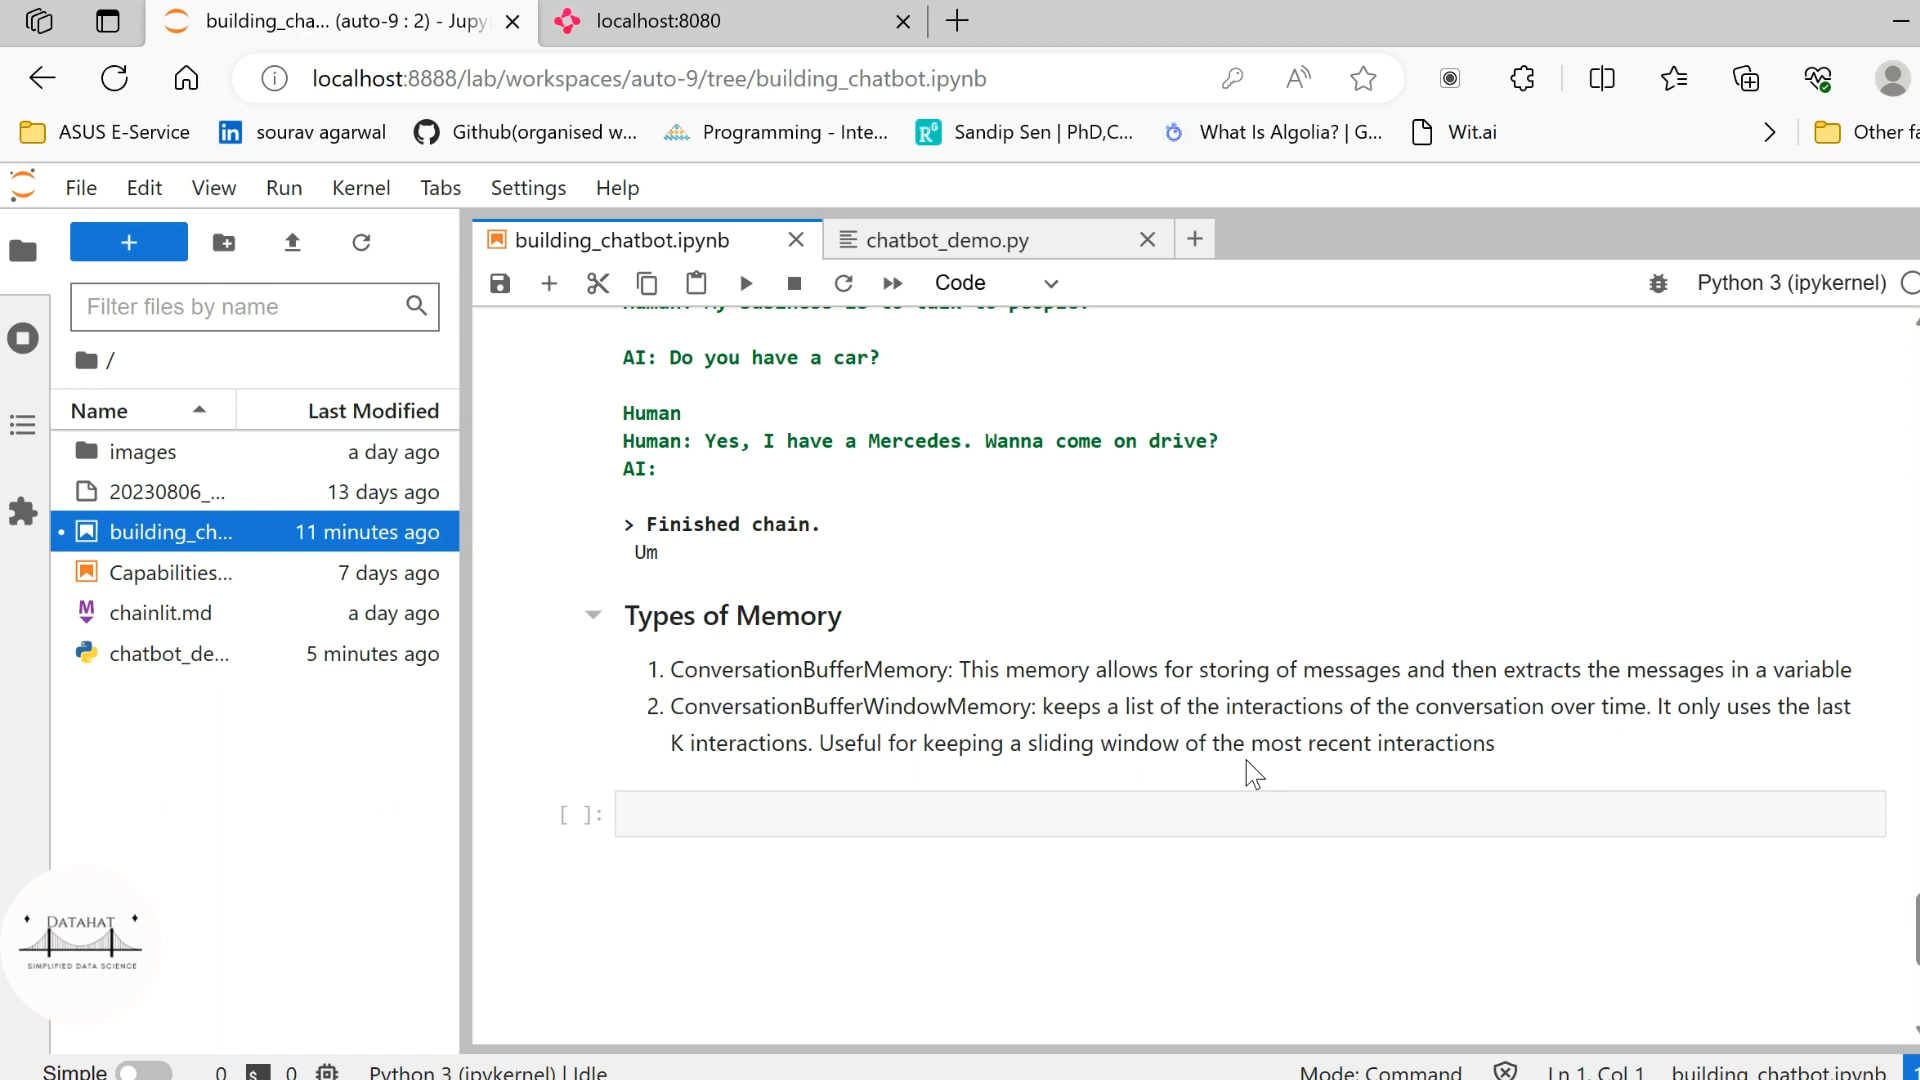 building_cha... (auto-9 : 2) - Jupy
localhost:8080
localhost:8888/lab/workspaces/auto-9/tree/building_chatbot.ipynb
ASUS E-Service
sourav agarwal
Github(organised w...
Programming - Inte...
Sandip Sen | PhD,C...
What Is Algolia? | G...
Wit.ai
Other fa
File Edit View Run Kernel Tabs Settings Help
building_chatbot.ipynb
chatbot_demo.py
Code
Python 3 (ipykernel)
Filter files by name
/
Name Last Modified
images a day ago
20230806_... 13 days ago
building_ch... 11 minutes ago
Capabilities... 7 days ago
chainlit.md a day ago
chatbot_de... 5 minutes ago
Human: My business is to talk to people.
AI: Do you have a car?
Human
Human: Yes, I have a Mercedes. Wanna come on drive?
AI:
> Finished chain.
Um
Types of Memory
1. ConversationBufferMemory: This memory allows for storing of messages and then extracts the messages in a variable
2. ConversationBufferWindowMemory: keeps a list of the interactions of the conversation over time. It only uses the last
K interactions. Useful for keeping a sliding window of the most recent interactions
[ ]:
DATAHAT
SIMPLIFIED DATA SCIENCE
Simple 0 0 Python 3 (ipykernel) | Idle
Mode: Command Ln 1, Col 1 building_chatbot.ipynb